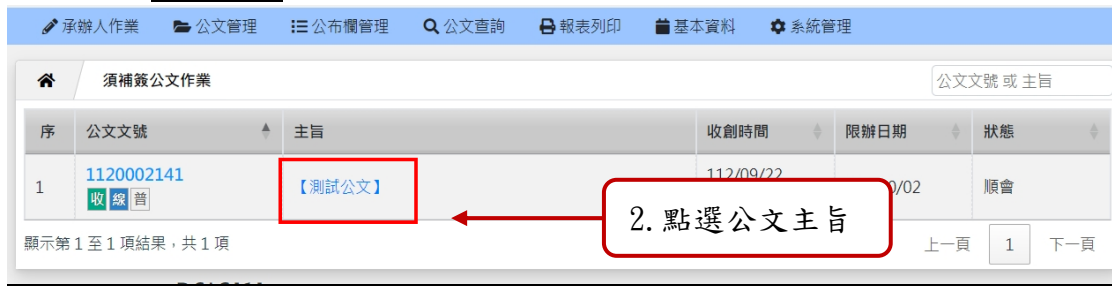 承辦人作業 公文管理 公布欄管理 公文查詢 報表列印 基本資料 系統管理
須補簽公文作業 公文文號 或 主旨
序 公文文號 主旨 收創時間 限辦日期 狀態
1 1120002141 【測試公文】 112/09/22 0/02 順會
收 線 普
2.點選公文主旨
顯示第 1 至 1 項結果，共 1 項 上一頁 1 下一頁